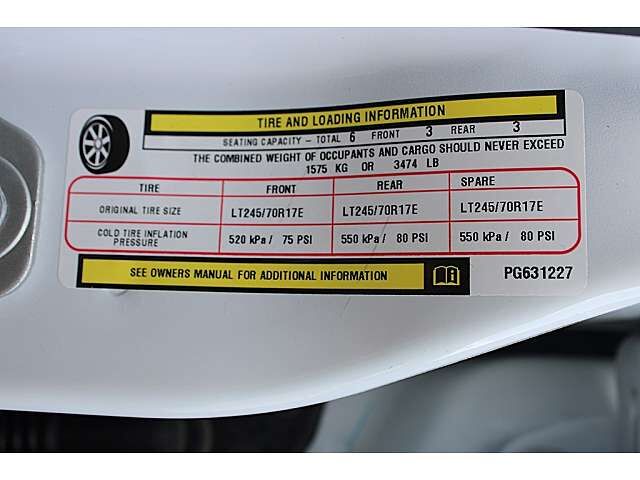 TIRE AND LOADING INFORMATION
SEATING CAPACITY – TOTAL 6 FRONT 3 REAR 3
THE COMBINED WEIGHT OF OCCUPANTS AND CARGO SHOULD NEVER EXCEED
1575 KG OR 3474 LB
TIRE FRONT REAR SPARE
ORIGINAL TIRE SIZE LT245/70R17E LT245/70R17E LT245/70R17E
COLD TIRE INFLATION PRESSURE 520 kPa / 75 PSI 550 kPa / 80 PSI 550 kPa / 80 PSI
SEE OWNERS MANUAL FOR ADDITIONAL INFORMATION PG631227